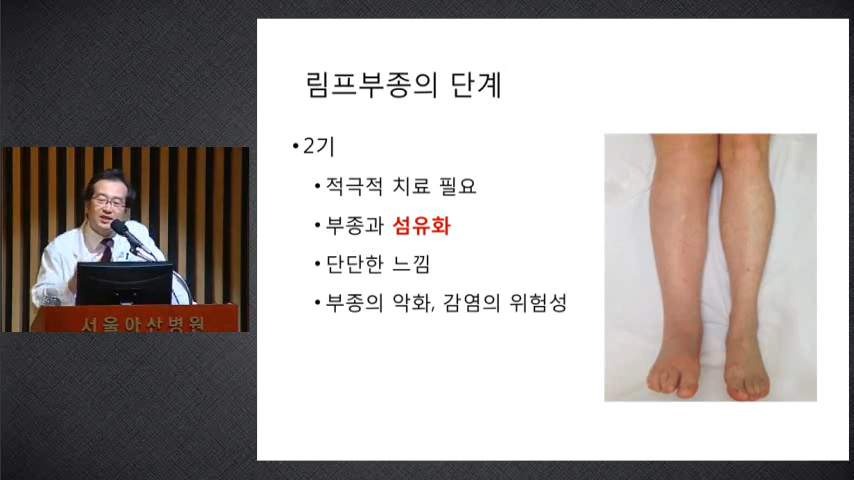 림프부종의 단계
•2기
•적극적 치료 필요
•부종과 섬유화
•단단한 느낌
•부종의 악화, 감염의 위험성
서울아산병원